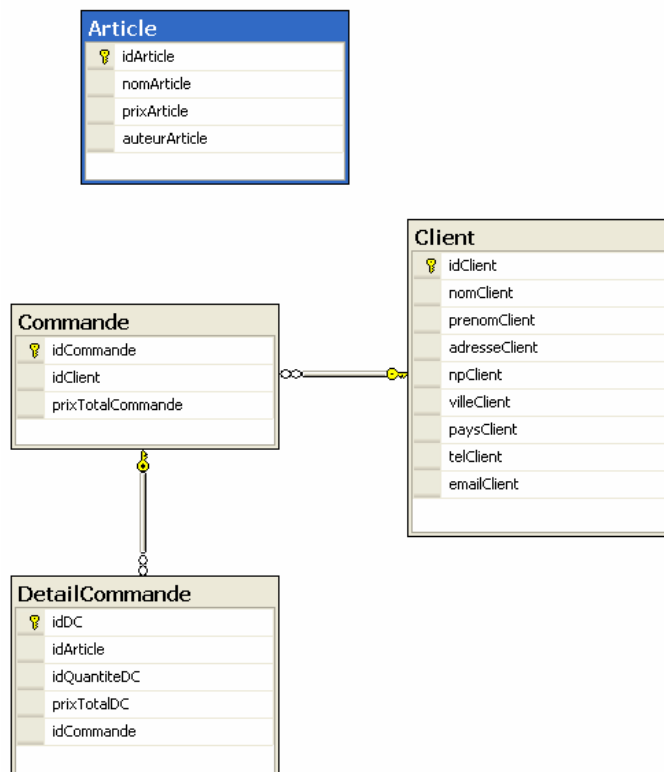 Article
idArticle
nomArticle
prixArticle
auteurArticle
Client
idClient
nomClient
prenomClient
adresseClient
npClient
villeClient
paysClient
telClient
emailClient
Commande
idCommande
idClient
prixTotalCommande
DetailCommande
idDC
idArticle
idQuantiteDC
prixTotalDC
idCommande